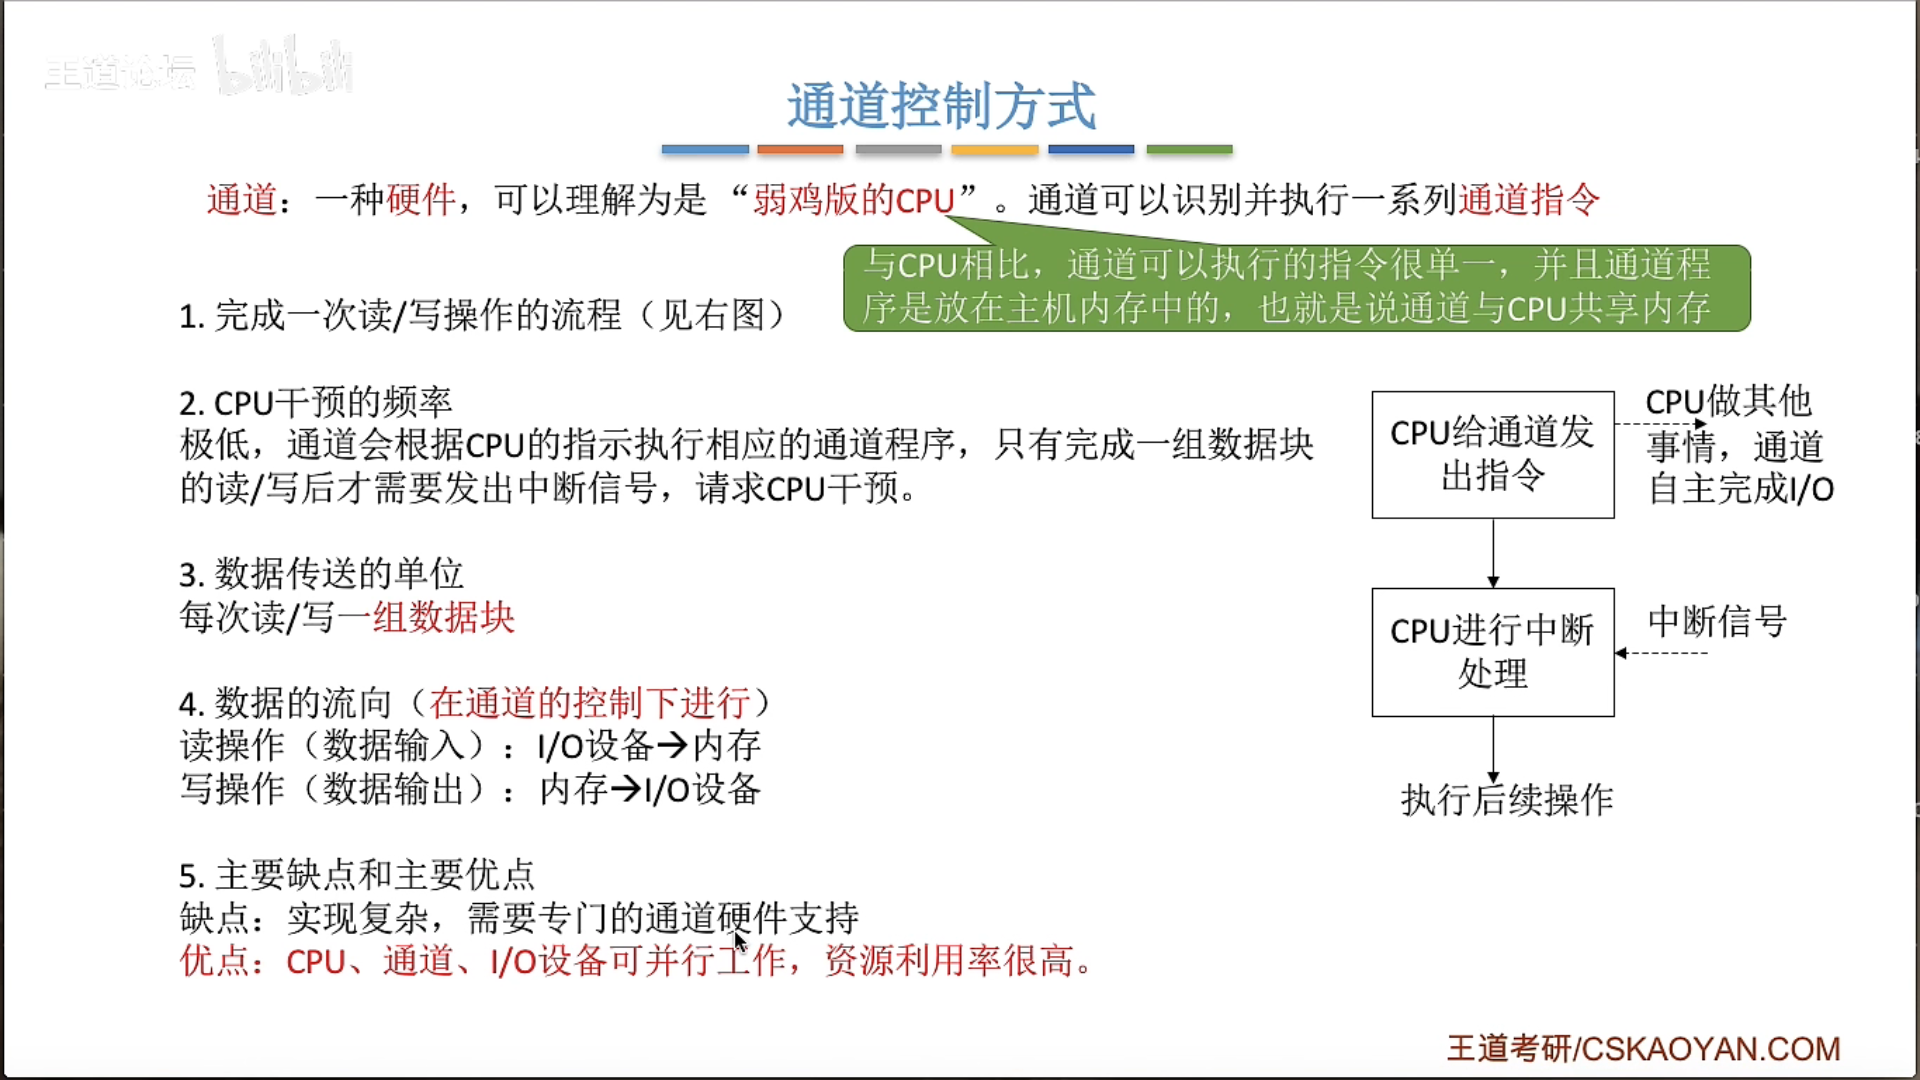 王道论坛 bilibili
通道控制方式
通道：一种硬件，可以理解为是“弱鸡版的CPU”。通道可以识别并执行一系列通道指令
与CPU相比，通道可以执行的指令很单一，并且通道程
序是放在主机内存中的，也就是说通道与CPU共享内存
1. 完成一次读/写操作的流程（见右图）
2. CPU干预的频率
极低，通道会根据CPU的指示执行相应的通道程序，只有完成一组数据块
的读/写后才需要发出中断信号，请求CPU干预。
3. 数据传送的单位
每次读/写一组数据块
4. 数据的流向（在通道的控制下进行）
读操作（数据输入）：I/O设备→内存
写操作（数据输出）：内存→I/O设备
5. 主要缺点和主要优点
缺点：实现复杂，需要专门的通道硬件支持
优点：CPU、通道、I/O设备可并行工作，资源利用率很高。
CPU给通道发
出指令
CPU做其他
事情，通道
自主完成I/O
CPU进行中断
处理
中断信号
执行后续操作
王道考研/CSKAOYAN.COM